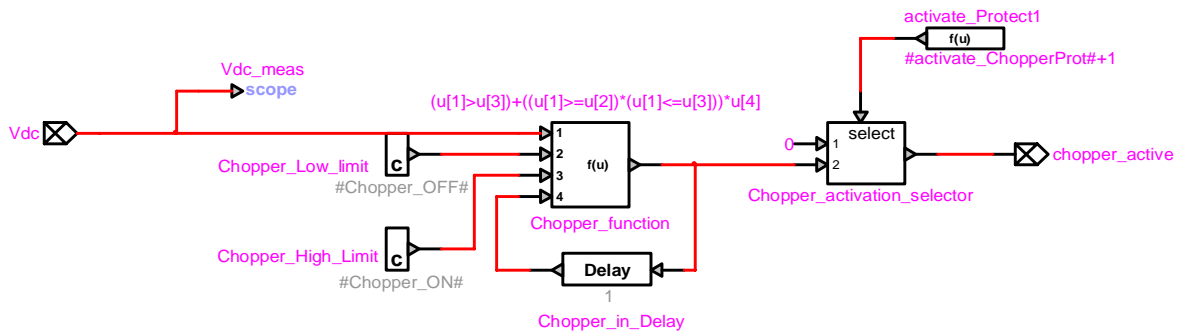 activate_Protect1
f(u)
#activate_ChopperProt#+1
Vdc_meas
scope
(u[1]>u[3])+((u[1]>=u[2])*(u[1]<=u[3]))*u[4]
Vdc
select
1
2
3
4
f(u)
0
1
2
chopper_active
Chopper_Low_limit
c
#Chopper_OFF#
Chopper_activation_selector
Chopper_function
Chopper_High_Limit
c
#Chopper_ON#
Delay
1
Chopper_in_Delay